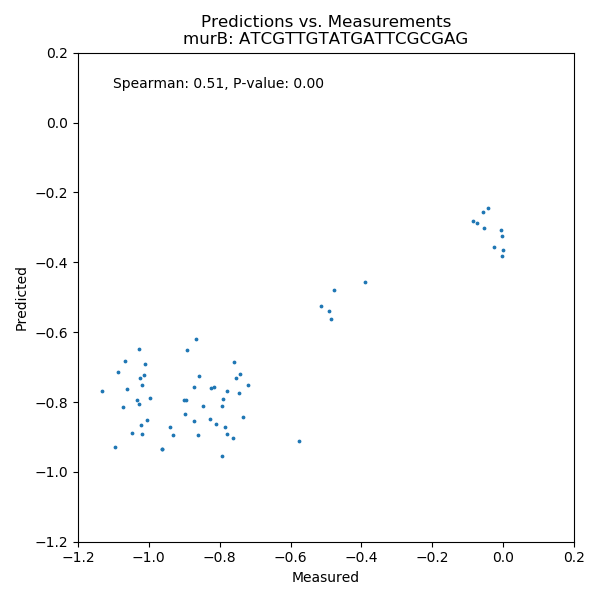 Predictions vs. Measurements
murB: ATCGTTGTATGATTCGCGAG
Spearman: 0.51, P-value: 0.00
0.2
0.0
−0.2
−0.4
−0.6
−0.8
−1.0
−1.2
Predicted
−1.2 −1.0 −0.8 −0.6 −0.4 −0.2 0.0 0.2
Measured